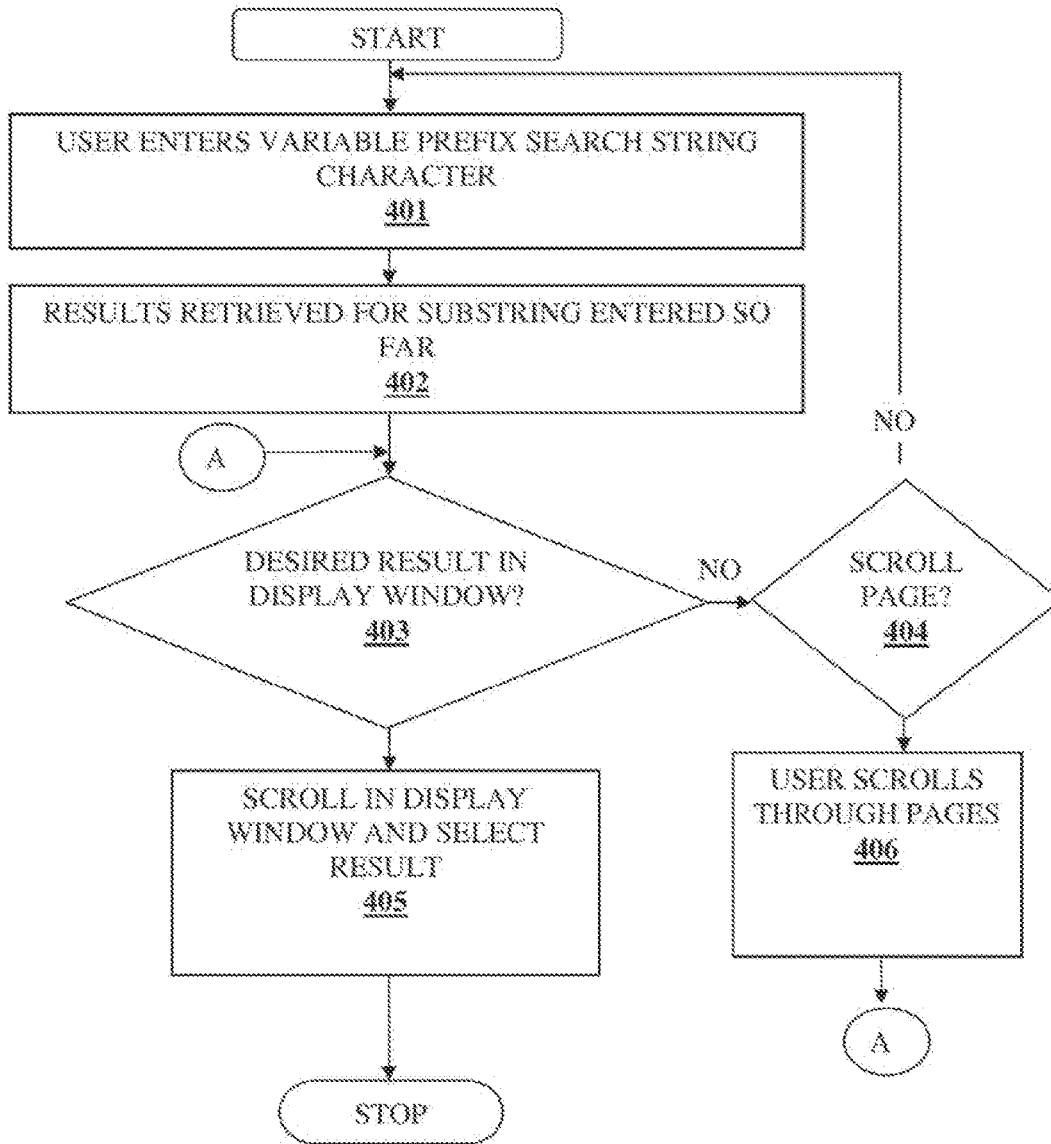 START
USER ENTERS VARIABLE PREFIX SEARCH STRING
CHARACTER
401
RESULTS RETRIEVED FOR SUBSTRING ENTERED SO
FAR
402
A
NO
DESIRED RESULT IN
DISPLAY WINDOW?
403
NO
SCROLL
PAGE?
404
SCROLL IN DISPLAY
WINDOW AND SELECT
RESULT
405
USER SCROLLS
THROUGH PAGES
406
A
STOP